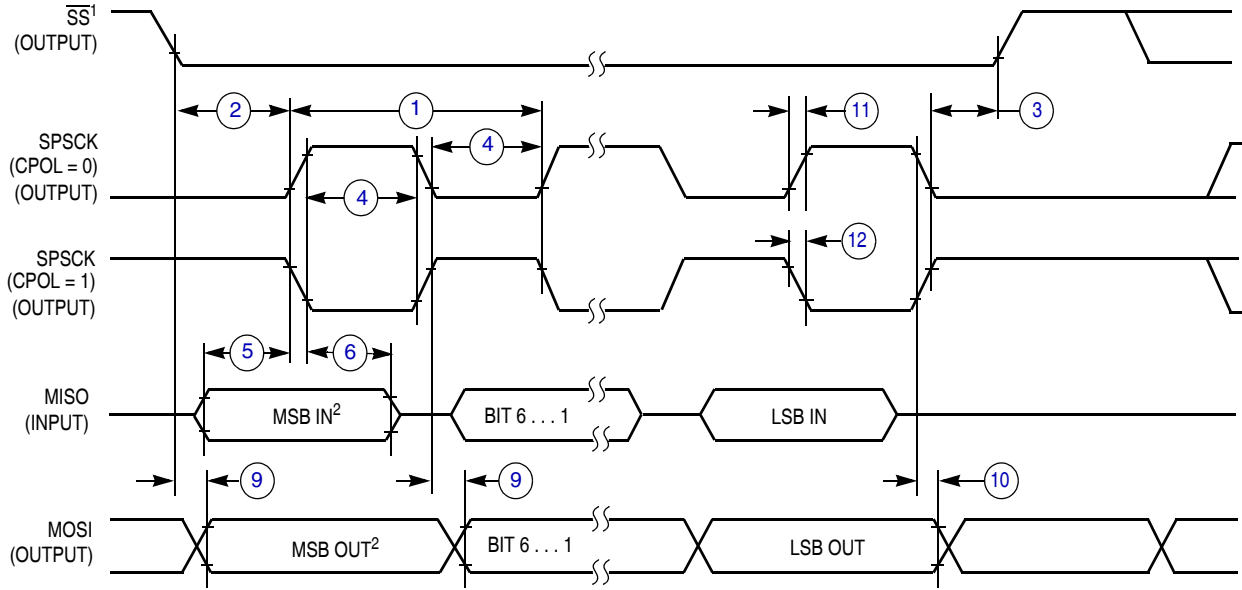 SS¹
(OUTPUT)
2
1
11
3
SPSCK
(CPOL = 0)
(OUTPUT)
4
4
SPSCK
(CPOL = 1)
(OUTPUT)
12
5
6
MISO
(INPUT)
MSB IN²
BIT 6 . . . 1
LSB IN
9
9
10
MOSI
(OUTPUT)
MSB OUT²
BIT 6 . . . 1
LSB OUT